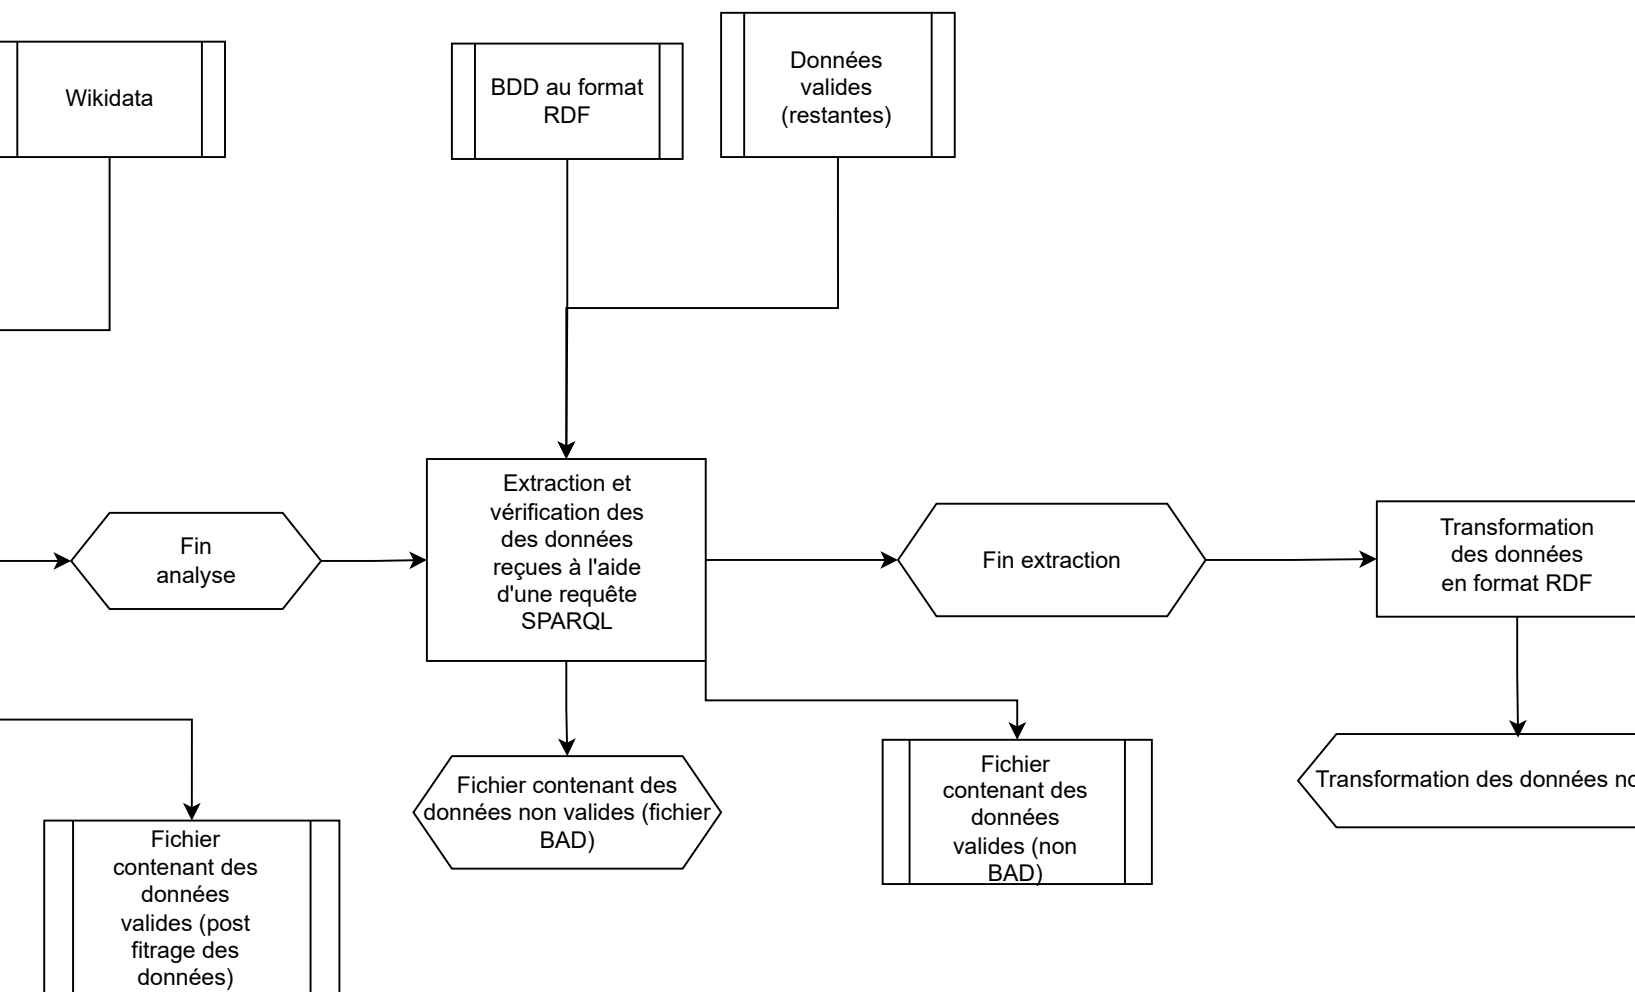 Wikidata
BDD au format
RDF
Données
valides
(restantes)
Fin
analyse
Extraction et
vérification des
des données
reçues à l'aide
d'une requête
SPARQL
Fin extraction
Transformation
des données
en format RDF
Fichier contenant des
données non valides (fichier
BAD)
Fichier
contenant des
données
valides (non
BAD)
Transformation des données
Fichier
contenant des
données
valides (post
fitrage des
données)